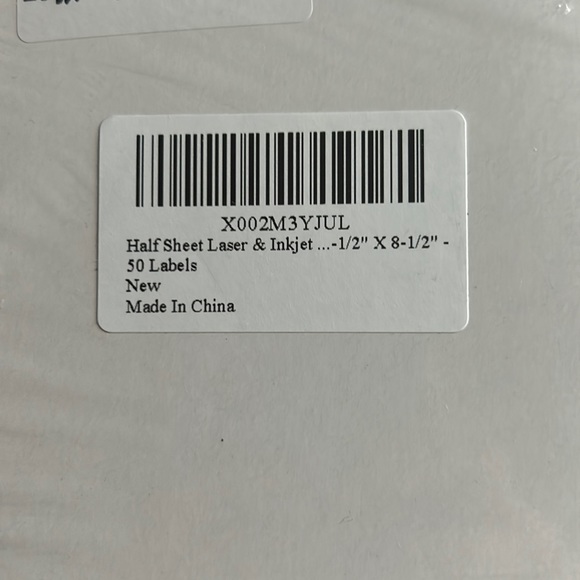 X002M3YJUL
Half Sheet Laser & Inkjet ...-1/2" X 8-1/2" -
50 Labels
New
Made In China